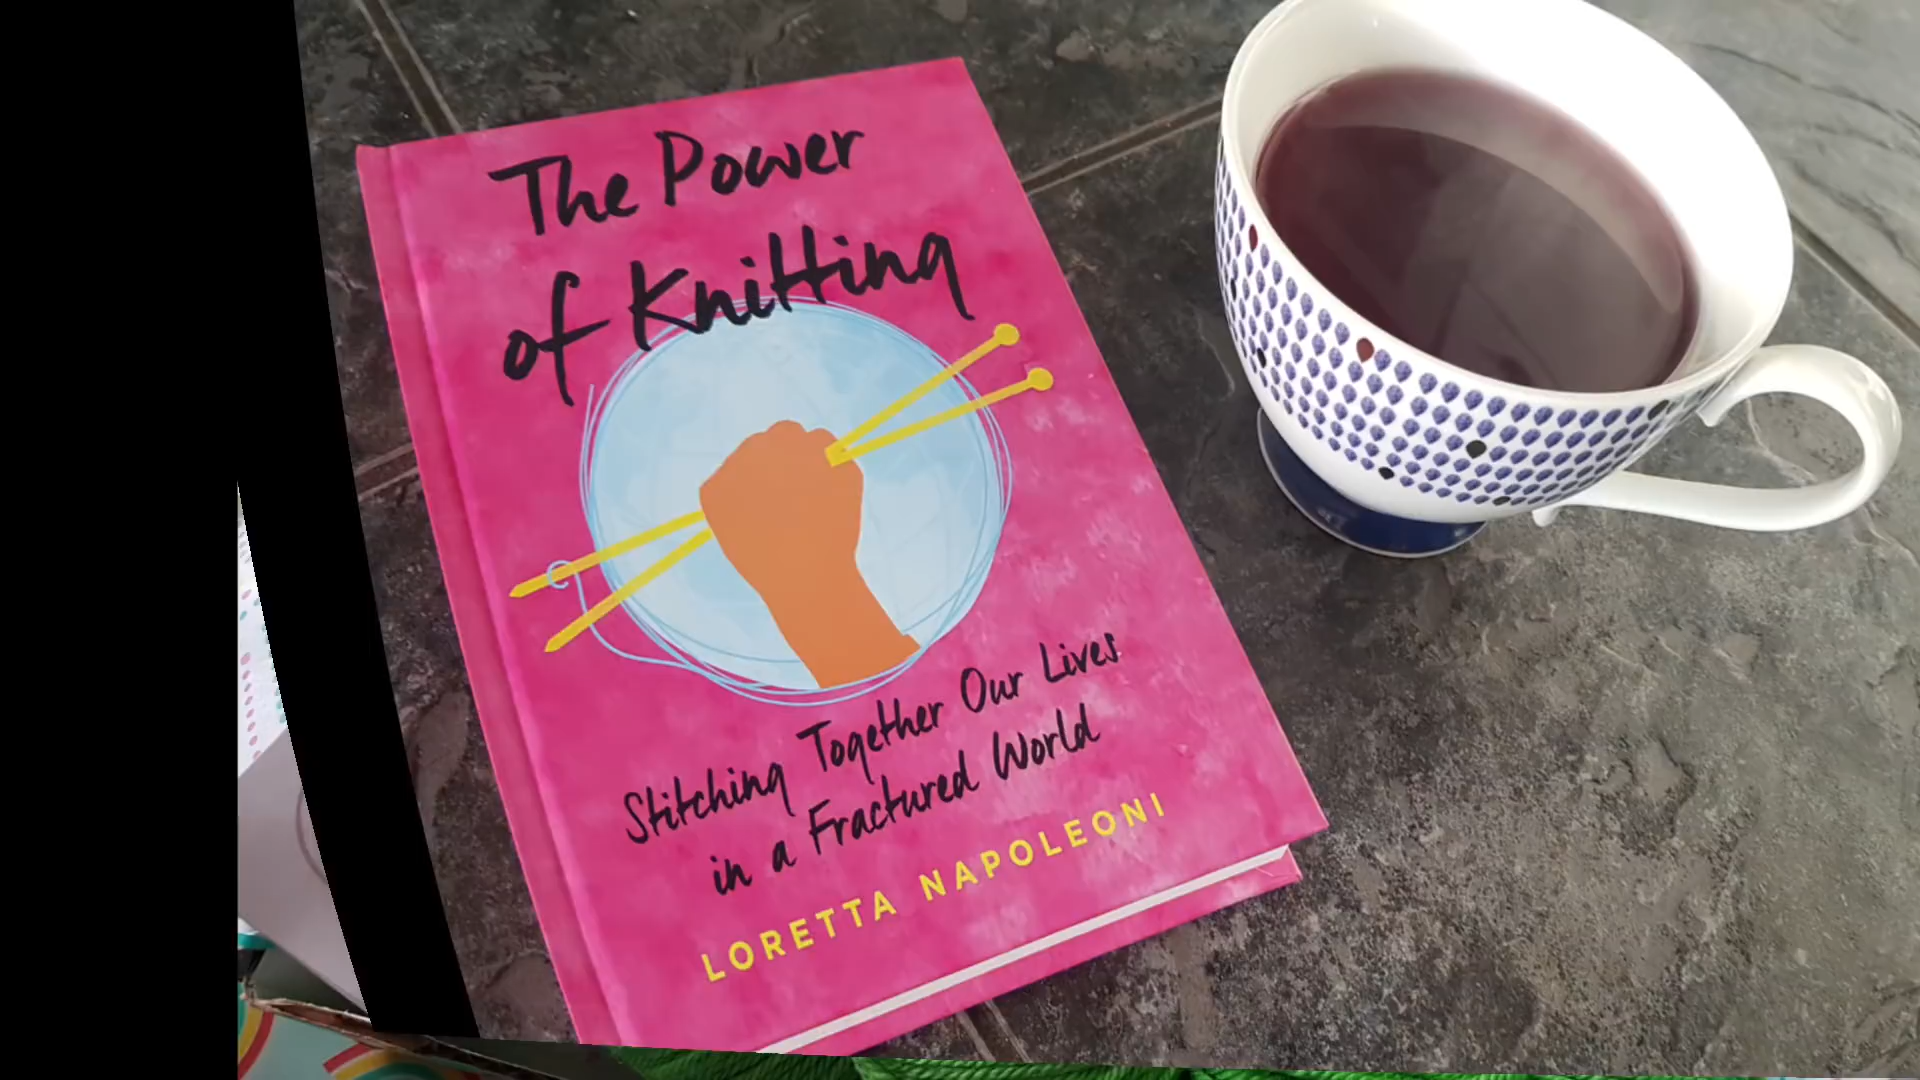 The Power
of Knitting
Stitching Together Our Lives
in a Fractured World
LORETTA NAPOLEONI